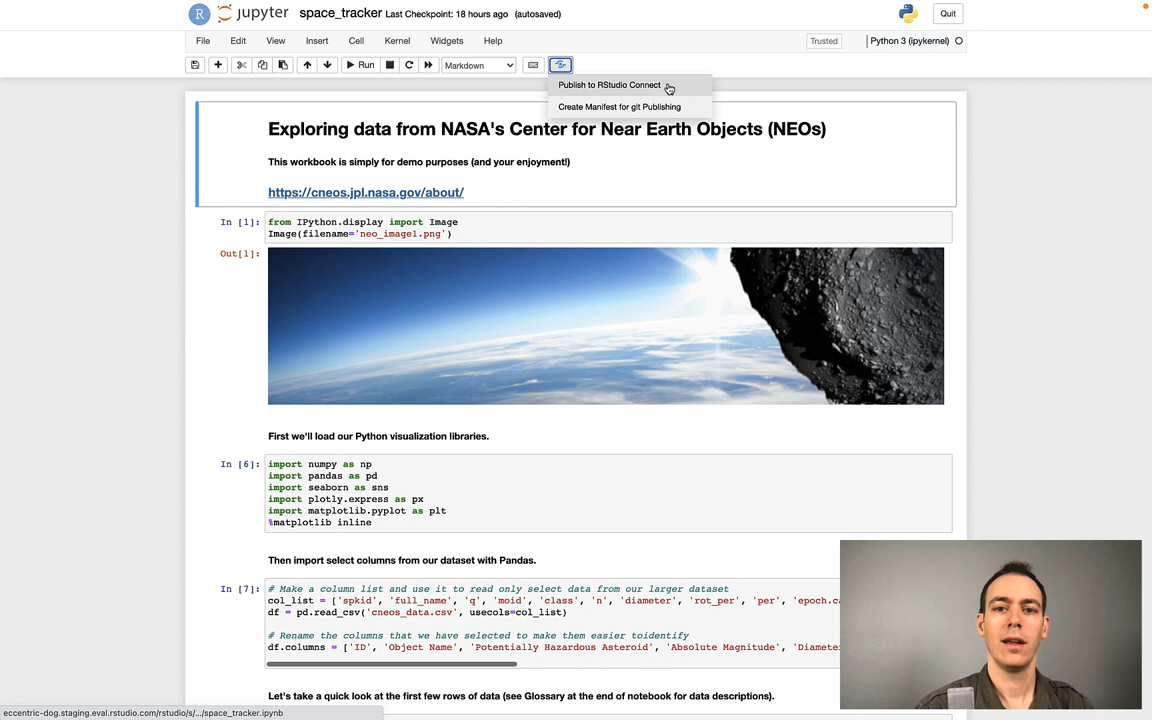 R jupyter space_tracker Last Checkpoint: 18 hours ago (autosaved) Quit
File Edit View Insert Cell Kernel Widgets Help Trusted Python 3 (ipykernel)
Run Markdown
Publish to RStudio Connect
Create Manifest for git Publishing
Exploring data from NASA's Center for Near Earth Objects (NEOs)
This workbook is simply for demo purposes (and your enjoyment!)
https://cneos.jpl.nasa.gov/about/
In [1]: from IPython.display import Image
Image(filename='neo_image1.png')
Out[1]:
First we'll load our Python visualization libraries.
In [6]: import numpy as np
import pandas as pd
import seaborn as sns
import plotly.express as px
import matplotlib.pyplot as plt
%matplotlib inline
Then import select columns from our dataset with Pandas.
In [7]: # Make a column list and use it to read only select data from our larger dataset
col_list = ['spkid', 'full_name', 'q', 'moid', 'class', 'n', 'diameter', 'rot_per', 'per', 'epoch.ca
df = pd.read_csv('cneos_data.csv', usecols=col_list)
# Rename the columns that we have selected to make them easier toidentify
df.columns = ['ID', 'Object Name', 'Potentially Hazardous Asteroid', 'Absolute Magnitude', 'Diamete
Let's take a quick look at the first few rows of data (see Glossary at the end of notebook for data descriptions).
eccentric-dog.staging.eval.rstudio.com/rstudio/s/.../space_tracker.ipynb